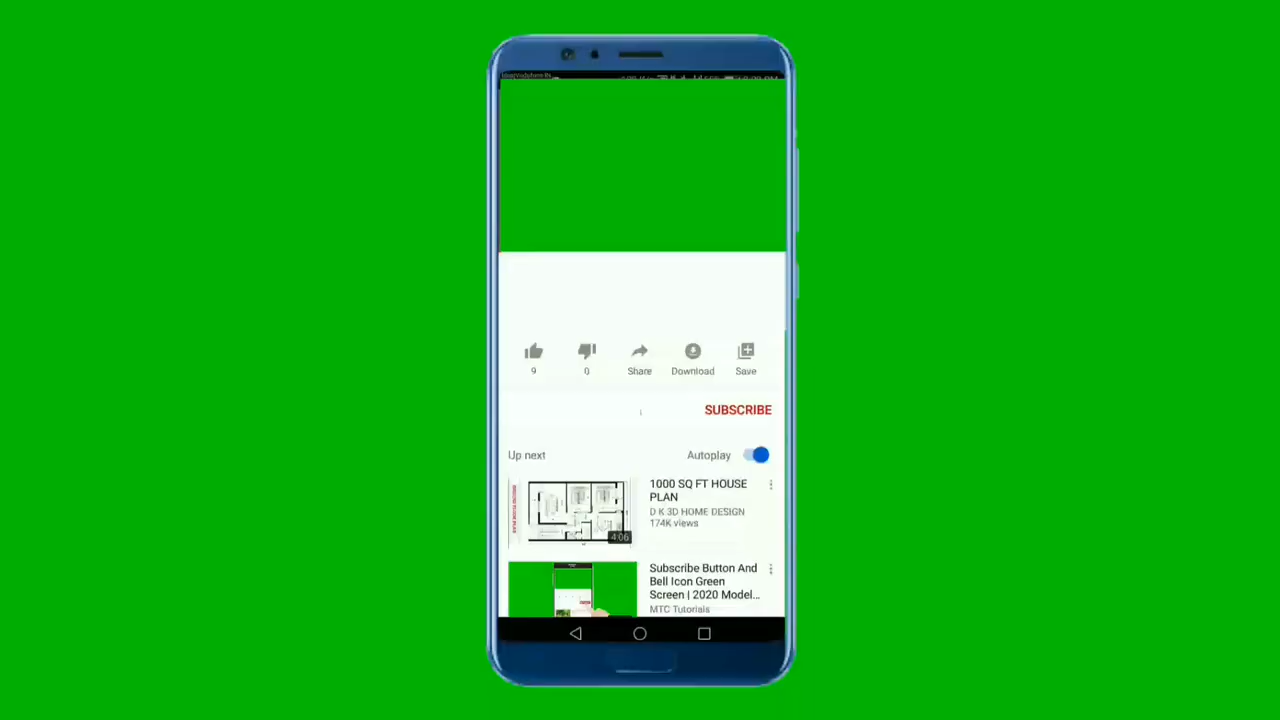 9
0
Share
Download
Save
SUBSCRIBE
Up next
Autoplay
1000 SQ FT HOUSE
PLAN
D K 3D HOME DESIGN
174K views
4:06
Subscribe Button And
Bell Icon Green
Screen | 2020 Model...
MTC Tutorials